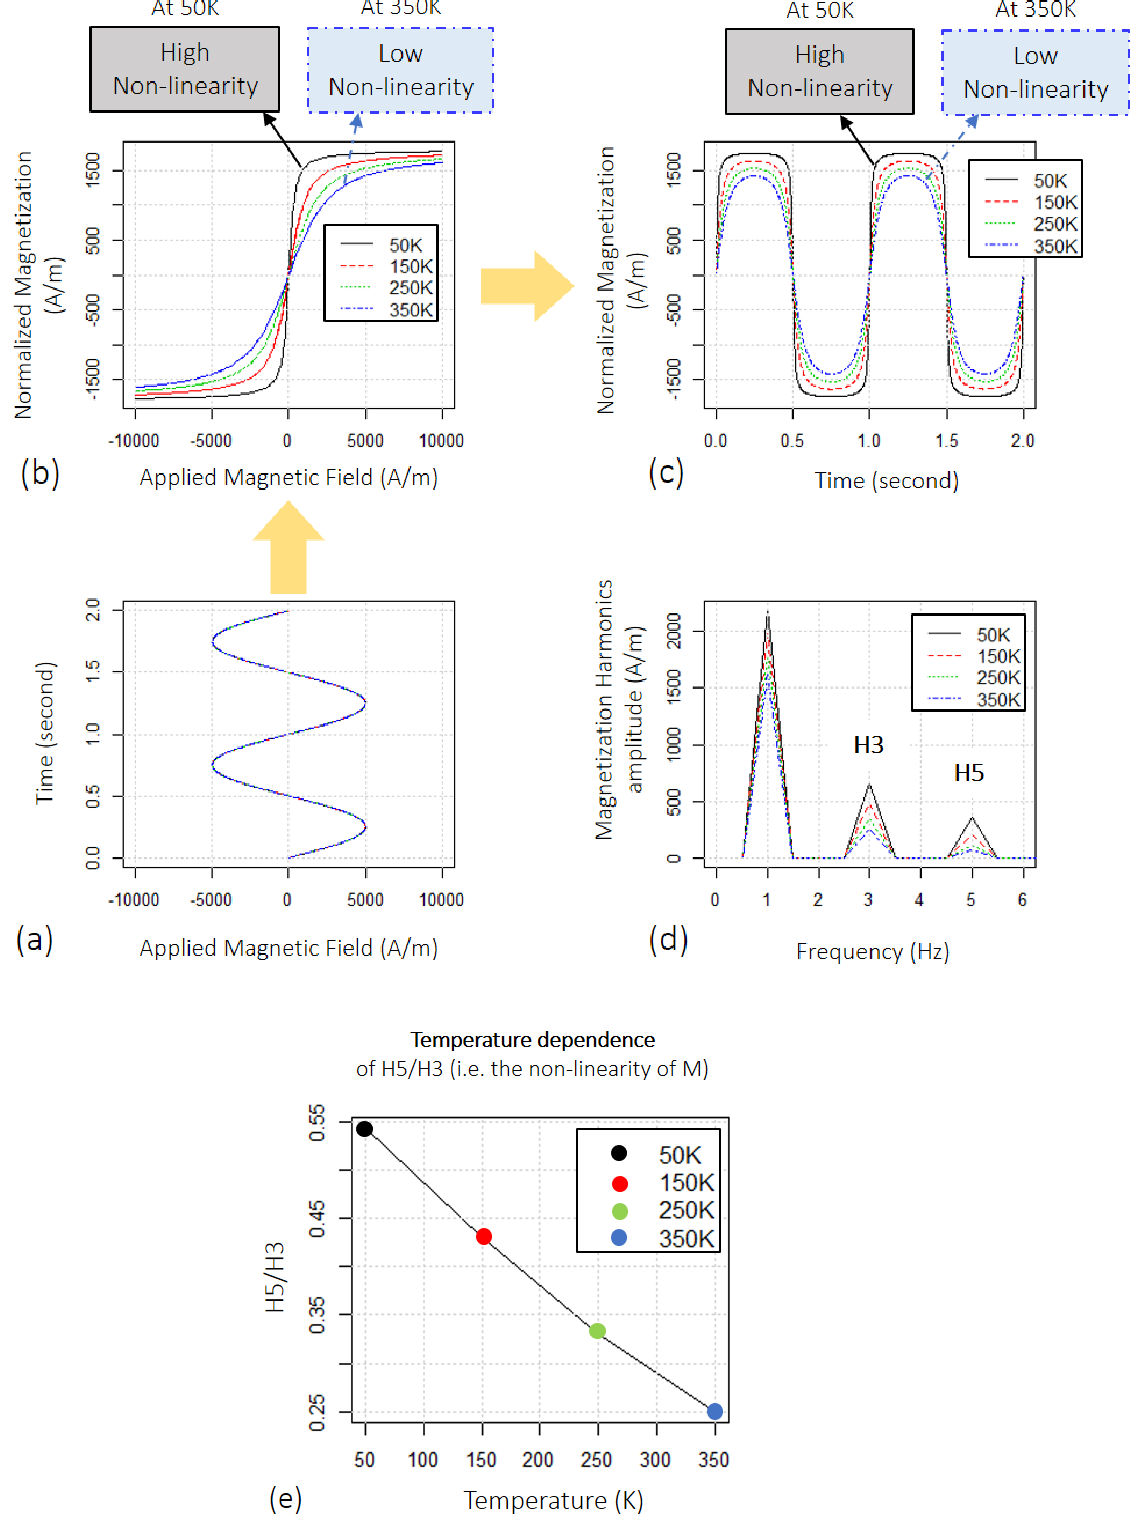 At 50K
At 350K
High
Non-linearity
Low
Non-linearity
Normalized Magnetization
(A/m)
1500
500
-500
-1500
50K
150K
250K
350K
-10000 -5000 0 5000 10000
(b)
Applied Magnetic Field (A/m)
At 50K
At 350K
High
Non-linearity
Low
Non-linearity
Normalized Magnetization
(A/m)
1500
500
-500
-1500
50K
150K
250K
350K
0.0 0.5 1.0 1.5 2.0
(c)
Time (second)
Time (second)
2.0
1.5
1.0
0.5
0.0
-10000 -5000 0 5000 10000
(a)
Applied Magnetic Field (A/m)
Magnetization Harmonics
amplitude (A/m)
2000
1500
1000
500
0
50K
150K
250K
350K
H3
H5
0 1 2 3 4 5 6
(d)
Frequency (Hz)
Temperature dependence
of H5/H3 (i.e. the non-linearity of M)
H5/H3
0.55
0.45
0.35
0.25
50K
150K
250K
350K
50 100 150 200 250 300 350
(e)
Temperature (K)